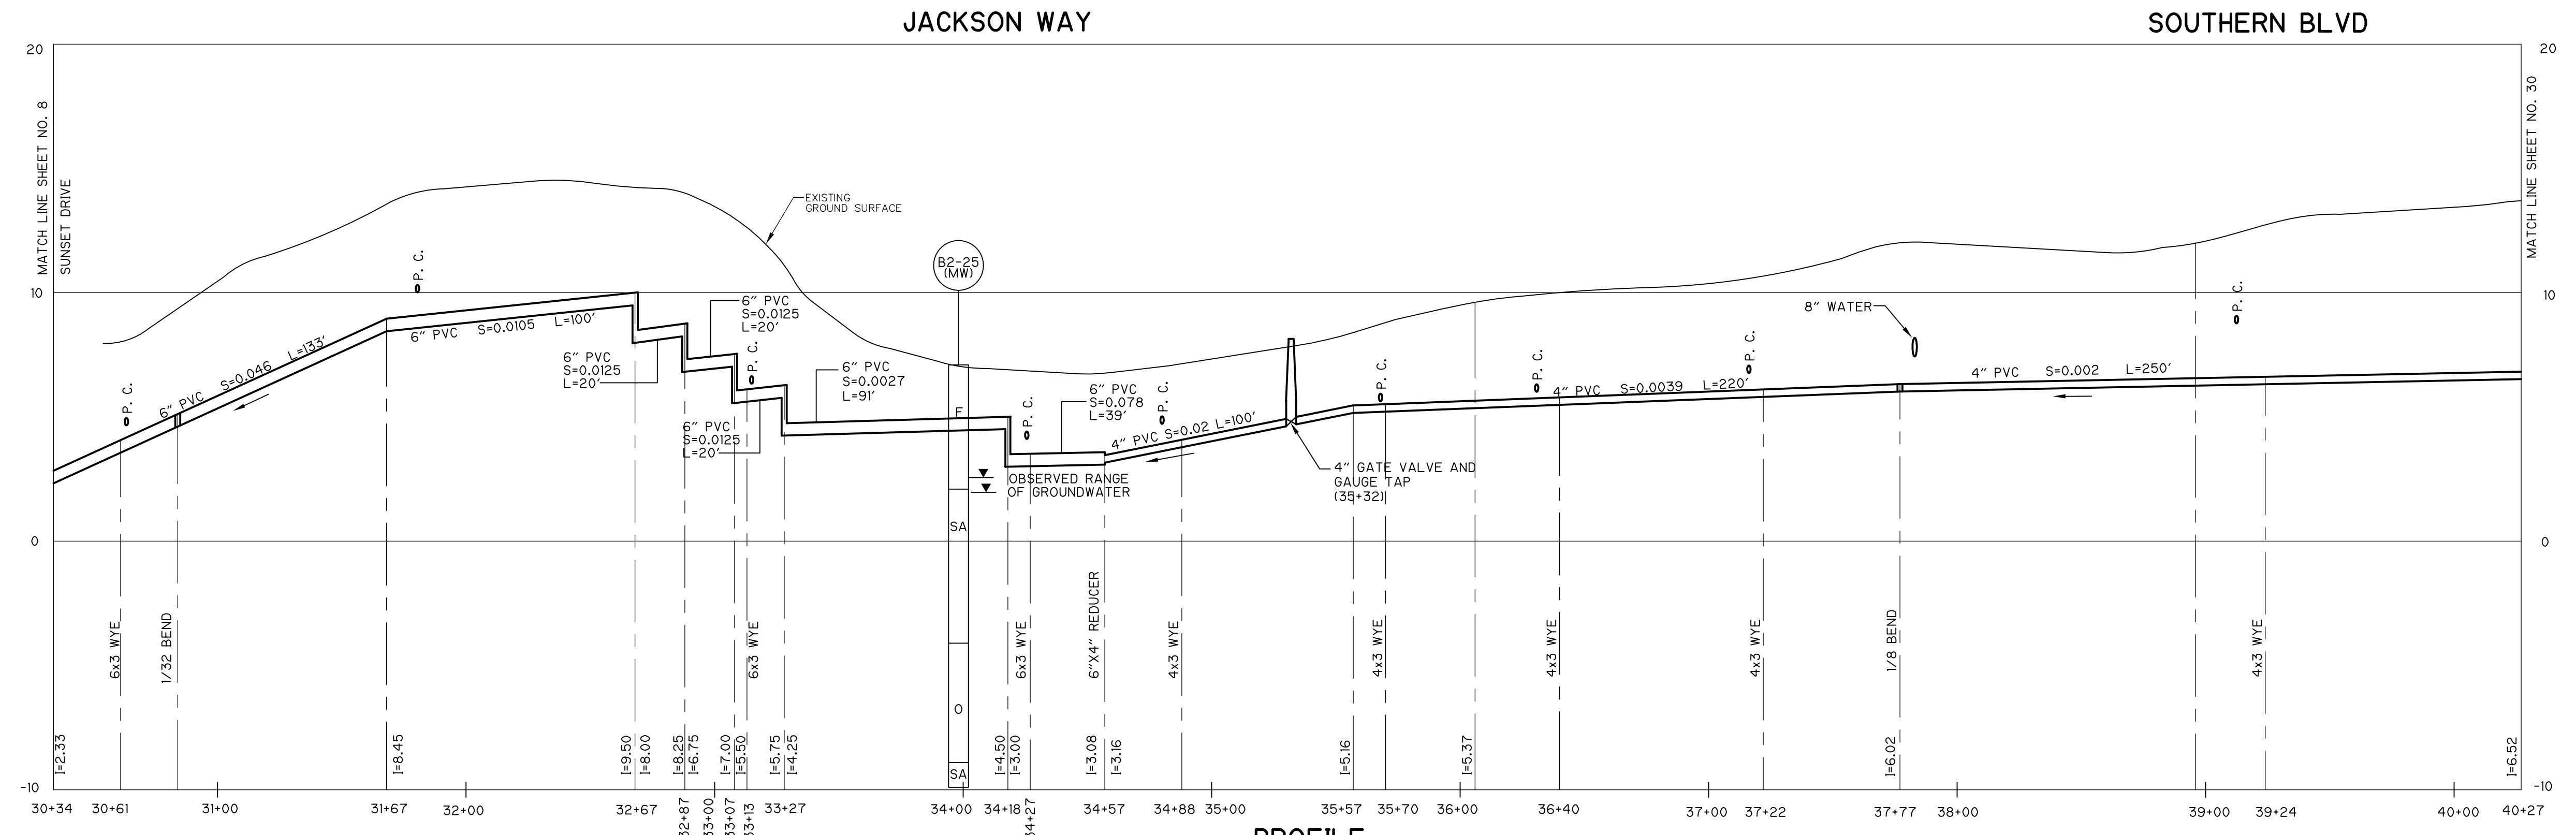 JACKSON WAY
SOUTHERN BLVD
20
20
MATCH LINE SHEET NO. 8
SUNSET DRIVE
MATCH LINE SHEET NO. 30
EXISTING
GROUND SURFACE
B2-25
(MW)
10
10
0
0
-10
-10
P. C.
P. C.
P. C.
P. C.
P. C.
P. C.
P. C.
P. C.
P. C.
6" PVC S=0.046 L=133'
6" PVC S=0.0105 L=100'
6" PVC
S=0.0125
L=20'
6" PVC
S=0.0125
L=20'
6" PVC
S=0.0125
L=20'
6" PVC
S=0.0027
L=91'
6" PVC
S=0.078
L=39'
4" PVC S=0.02 L=100'
4" PVC S=0.0039 L=220'
4" PVC S=0.002 L=250'
8" WATER
4" GATE VALVE AND
GAUGE TAP
(35+32)
OBSERVED RANGE
OF GROUNDWATER
F
SA
O
SA
6x3 WYE
1/32 BEND
6x3 WYE
6x3 WYE
6"X4" REDUCER
4x3 WYE
4x3 WYE
4x3 WYE
4x3 WYE
1/8 BEND
4x3 WYE
I=2.33
I=8.45
I=9.50
I=8.00
I=8.25
I=6.75
I=7.00
I=5.50
I=5.75
I=4.25
I=4.50
I=3.00
I=3.08
I=3.16
I=5.16
I=5.37
I=6.02
I=6.52
30+34
30+61
31+00
31+67
32+00
32+67
32+87
33+00
33+07
33+13
33+27
34+00
34+18
34+27
34+57
34+88
35+00
35+57
35+70
36+00
36+40
37+00
37+22
37+77
38+00
39+00
39+24
40+00
40+27
PROFILE